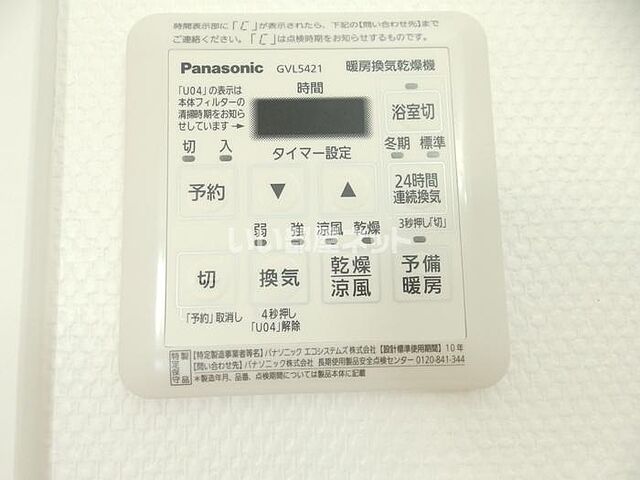 時間表示部に「Ⴀ」が表示されたら、下記の【問い合わせ先】まで
ご連絡ください。「Ⴀ」は点検時期をお知らせするものです。
Panasonic GVL5421 暖房換気乾燥機
「U04」の表示は
本体フィルターの
清掃時期をお知ら
せしています→
時間
浴室切
切 入
タイマー設定
冬期 標準
予約 ▼ ▲
24時間
連続換気
弱 強 涼風 乾燥
3秒押し「切」
いい部屋ネット
切 換気
乾燥
涼風
予備
暖房
「予約」取消し
4秒押し
「U04」解除
特定保守製品
【特定製造事業者等名】パナソニック エコシステムズ株式会社 【設計標準使用期間】10年
【問い合わせ先】パナソニック株式会社 長期使用製品安全点検センター 0120-841-344
＊製造年月、品番、点検期間については製品本体に記載